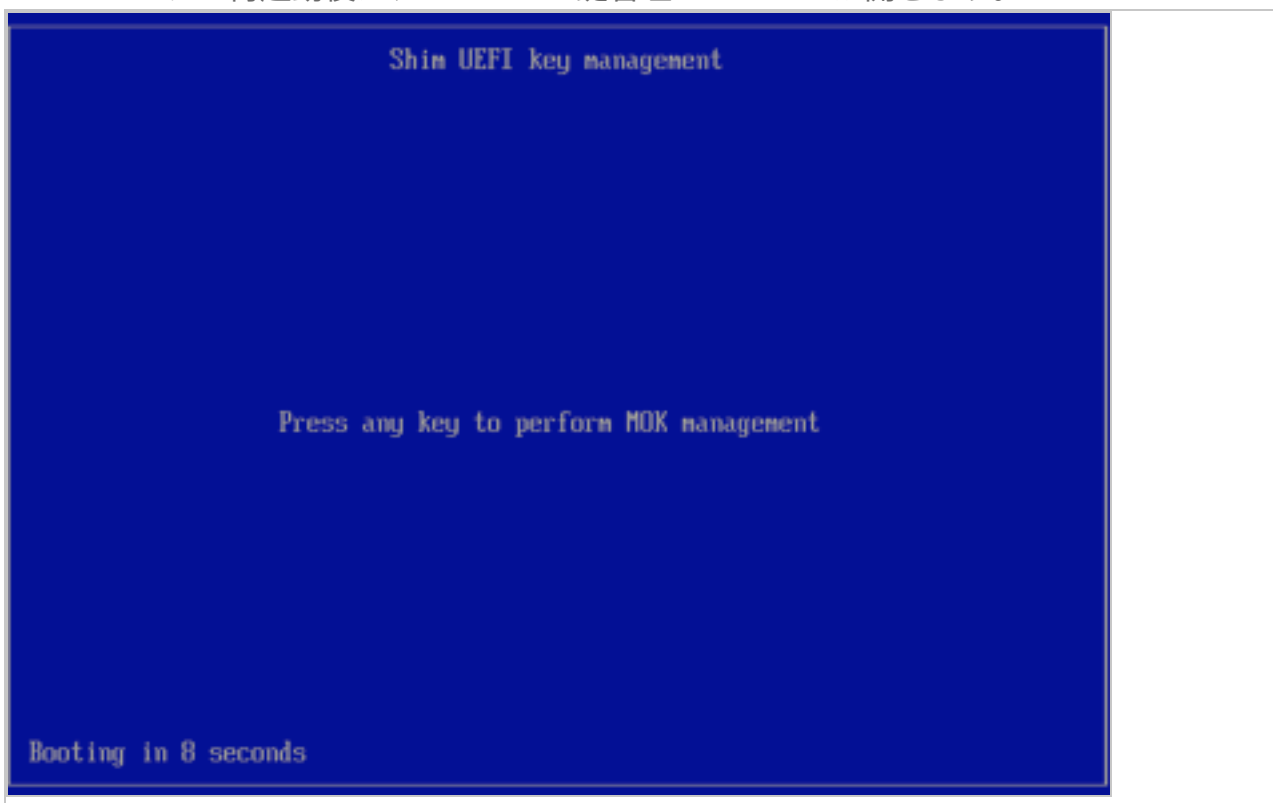 Shim UEFI key management
Press any key to perform MOK management
Booting in 8 seconds